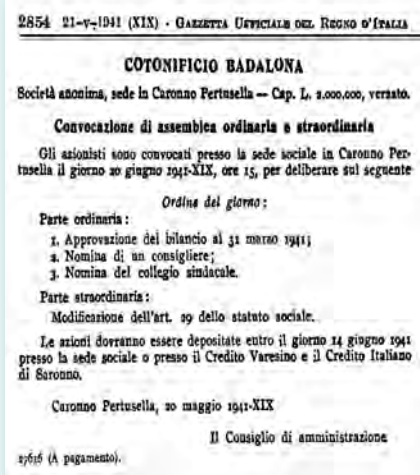 2854 21-V-1941 (XIX) - GAZZETTA UFFICIALE DEL REGNO D'ITALIA
COTONIFICIO BADALONA
Società anonima, sede in Caronno Pertusella — Cap. L. 2.000.000, versato.
Convocazione di assemblea ordinaria e straordinaria
Gli azionisti sono convocati presso la sede sociale in Caronno Per-
tusella il giorno 20 giugno 1941-XIX, ore 15, per deliberare sul seguente
Ordine del giorno:
Parte ordinaria:
1. Approvazione del bilancio al 31 marzo 1941;
2. Nomina di un consigliere;
3. Nomina del collegio sindacale.
Parte straordinaria:
Modificazione dell'art. 29 dello statuto sociale.
Le azioni dovranno essere depositate entro il giorno 14 giugno 1941
presso la sede sociale o presso il Credito Varesino e il Credito Italiano
di Saronno.
Caronno Pertusella, 20 maggio 1941-XIX
Il Consiglio di amministrazione
27616 (A pagamento).